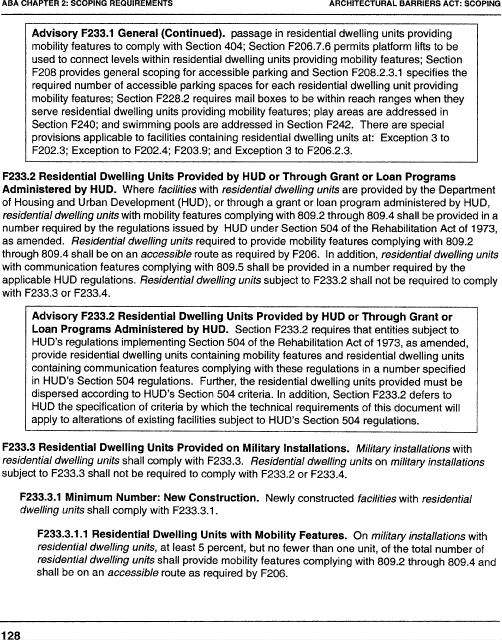 ABA CHAPTER 2: SCOPING REQUIREMENTS ARCHITECTURAL BARRIERS ACT: SCOPING
Advisory F233.1 General (Continued). passage in residential dwelling units providing
mobility features to comply with Section 404; Section F206.7.6 permits platform lifts to be
used to connect levels within residential dwelling units providing mobility features; Section
F208 provides general scoping for accessible parking and Section F208.2.3.1 specifies the
required number of accessible parking spaces for each residential dwelling unit providing
mobility features; Section F228.2 requires mail boxes to be within reach ranges when they
serve residential dwelling units providing mobility features; play areas are addressed in
Section F240; and swimming pools are addressed in Section F242. There are special
provisions applicable to facilities containing residential dwelling units at: Exception 3 to
F202.3; Exception to F202.4; F203.9; and Exception 3 to F206.2.3.
F233.2 Residential Dwelling Units Provided by HUD or Through Grant or Loan Programs
Administered by HUD. Where facilities with residential dwelling units are provided by the Department
of Housing and Urban Development (HUD), or through a grant or loan program administered by HUD,
residential dwelling units with mobility features complying with 809.2 through 809.4 shall be provided in a
number required by the regulations issued by HUD under Section 504 of the Rehabilitation Act of 1973,
as amended. Residential dwelling units required to provide mobility features complying with 809.2
through 809.4 shall be on an accessible route as required by F206. In addition, residential dwelling units
with communication features complying with 809.5 shall be provided in a number required by the
applicable HUD regulations. Residential dwelling units subject to F233.2 shall not be required to comply
with F233.3 or F233.4.
Advisory F233.2 Residential Dwelling Units Provided by HUD or Through Grant or
Loan Programs Administered by HUD. Section F233.2 requires that entities subject to
HUD's regulations implementing Section 504 of the Rehabilitation Act of 1973, as amended,
provide residential dwelling units containing mobility features and residential dwelling units
containing communication features complying with these regulations in a number specified
in HUD's Section 504 regulations. Further, the residential dwelling units provided must be
dispersed according to HUD's Section 504 criteria. In addition, Section F233.2 defers to
HUD the specification of criteria by which the technical requirements of this document will
apply to alterations of existing facilities subject to HUD's Section 504 regulations.
F233.3 Residential Dwelling Units Provided on Military Installations. Military installations with
residential dwelling units shall comply with F233.3. Residential dwelling units on military installations
subject to F233.3 shall not be required to comply with F233.2 or F233.4.
F233.3.1 Minimum Number: New Construction. Newly constructed facilities with residential
dwelling units shall comply with F233.3.1.
F233.3.1.1 Residential Dwelling Units with Mobility Features. On military installations with
residential dwelling units, at least 5 percent, but no fewer than one unit, of the total number of
residential dwelling units shall provide mobility features complying with 809.2 through 809.4 and
shall be on an accessible route as required by F206.
128